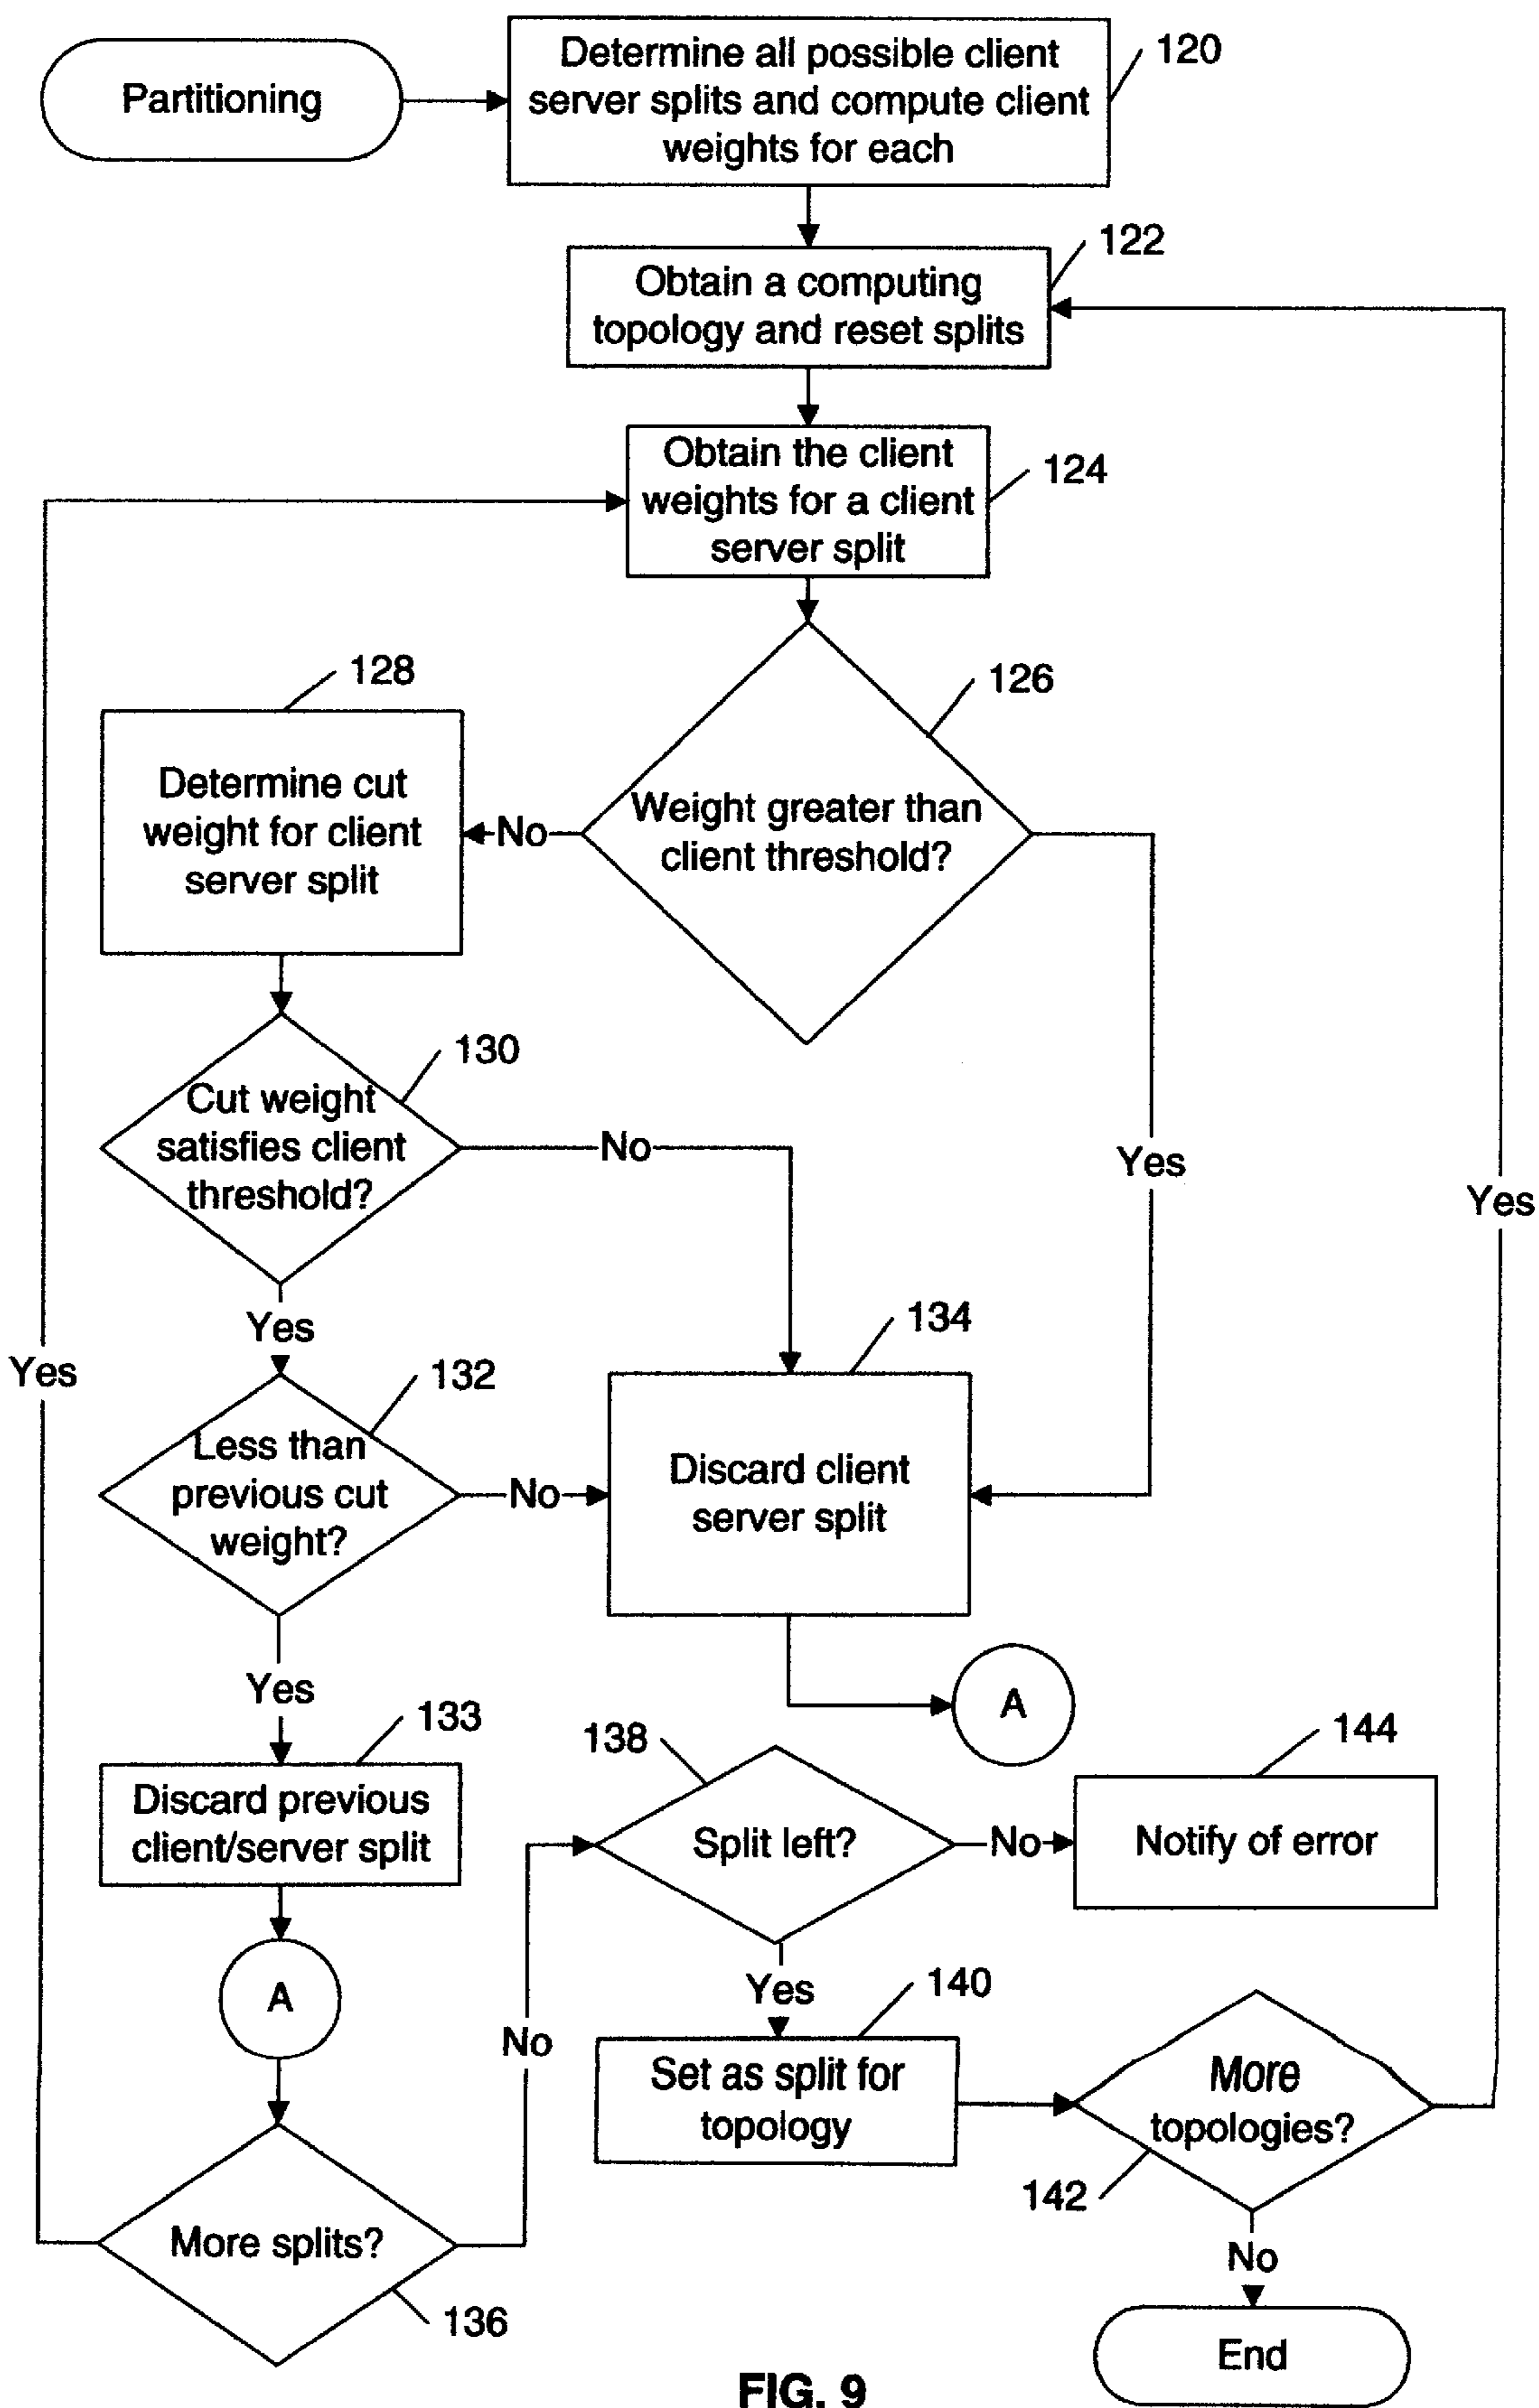 Partitioning
Determine all possible client
server splits and compute client
weights for each
120
Obtain a computing
topology and reset splits
122
Obtain the client
weights for a client
server split
124
Weight greater than
client threshold?
126
No
Yes
Determine cut
weight for client
server split
128
Cut weight
satisfies client
threshold?
130
No
Yes
Less than
previous cut
weight?
132
No
Yes
Discard client
server split
134
A
Discard previous
client/server split
133
A
More splits?
136
Yes
No
Split left?
138
No
Yes
Notify of error
144
Set as split for
topology
140
More
topologies?
142
Yes
No
End
FIG. 9